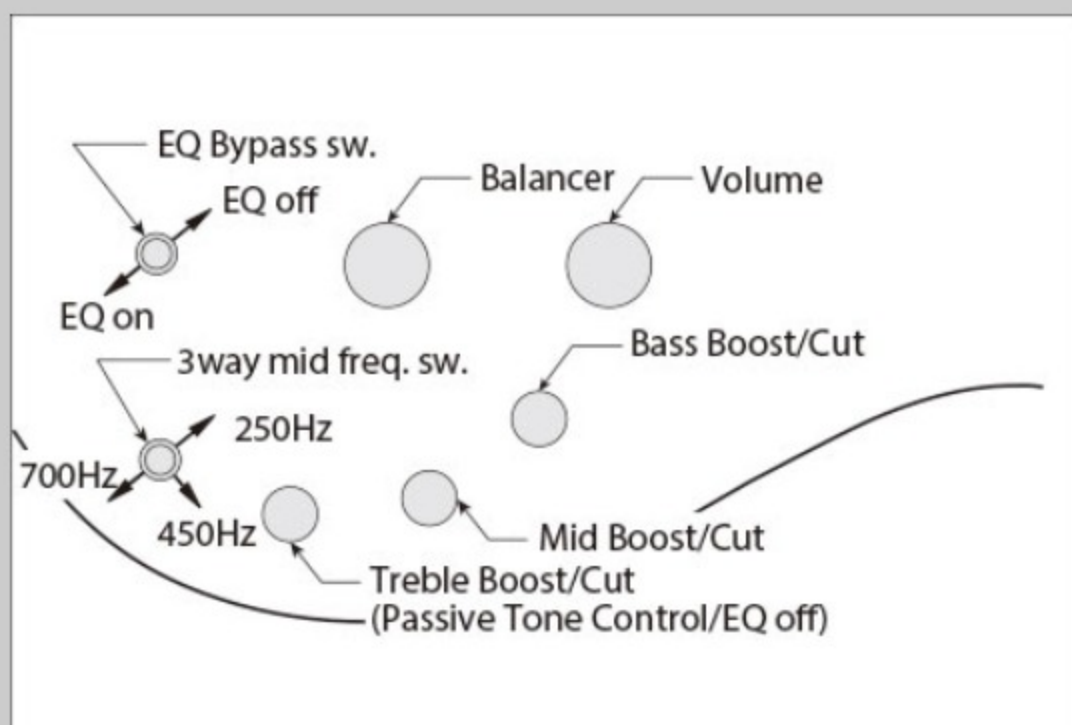 EQ Bypass sw.
EQ off
EQ on
Balancer
Volume
Bass Boost/Cut
3way mid freq. sw.
250Hz
700Hz
450Hz
Mid Boost/Cut
Treble Boost/Cut
(Passive Tone Control/EQ off)